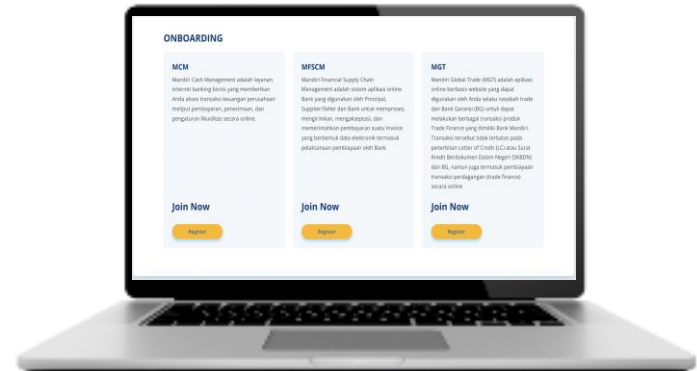 ONBOARDING
MCM
Mandiri Cash Management adalah layanan
internet banking bisnis yang memberikan
Anda akses transaksi keuangan perusahaan
meliput pembayaran, penerimaan, dan
pengaturan likuiditas secara online.
Join Now
Register
MFSCM
Mandiri Financial Supply Chain
Management adalah sistem aplikasi online
Bank yang digunakan oleh Principal,
Supplier/Seller dan Bank untuk memproses,
mengirimkan, mengakseptasi, dan
memerintahkan pembayaran suatu Invoice
yang berbentuk data elektronik termasuk
pelaksanaan pembiayaan oleh Bank
Join Now
Register
MGT
Mandiri Global Trade (MGT) adalah aplikasi
online berbasis website yang dapat
digunakan oleh Anda selaku nasabah trade
dan Bank Garansi (BG) untuk dapat
melakukan berbagai transaksi produk
Trade Finance yang dimiliki Bank Mandiri.
Transaksi tersebut tidak terbatas pada
penerbitan Letter of Credit (LC) atau Surat
Kredit Berdokumen Dalam Negeri (SKBDN)
dan BG, namun juga termasuk pembiayaan
transaksi perdagangan (trade finance)
secara online
Join Now
Register